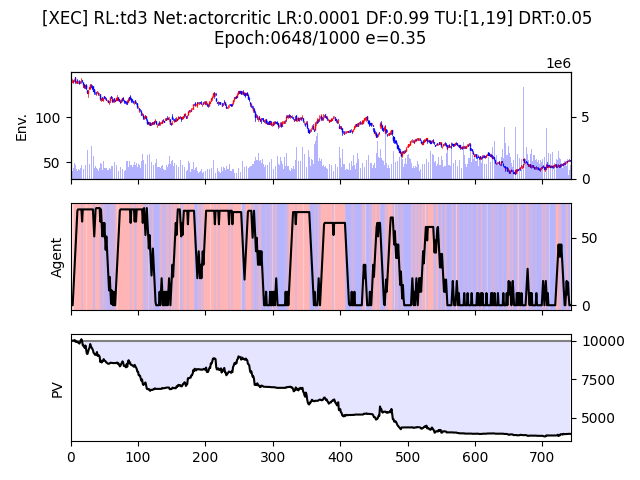 [XEC] RL:td3 Net:actorcritic LR:0.0001 DF:0.99 TU:[1,19] DRT:0.05
Epoch:0648/1000 e=0.35
1e6
Env.
100
50
5
0
Agent
50
0
PV
10000
7500
5000
0 100 200 300 400 500 600 700